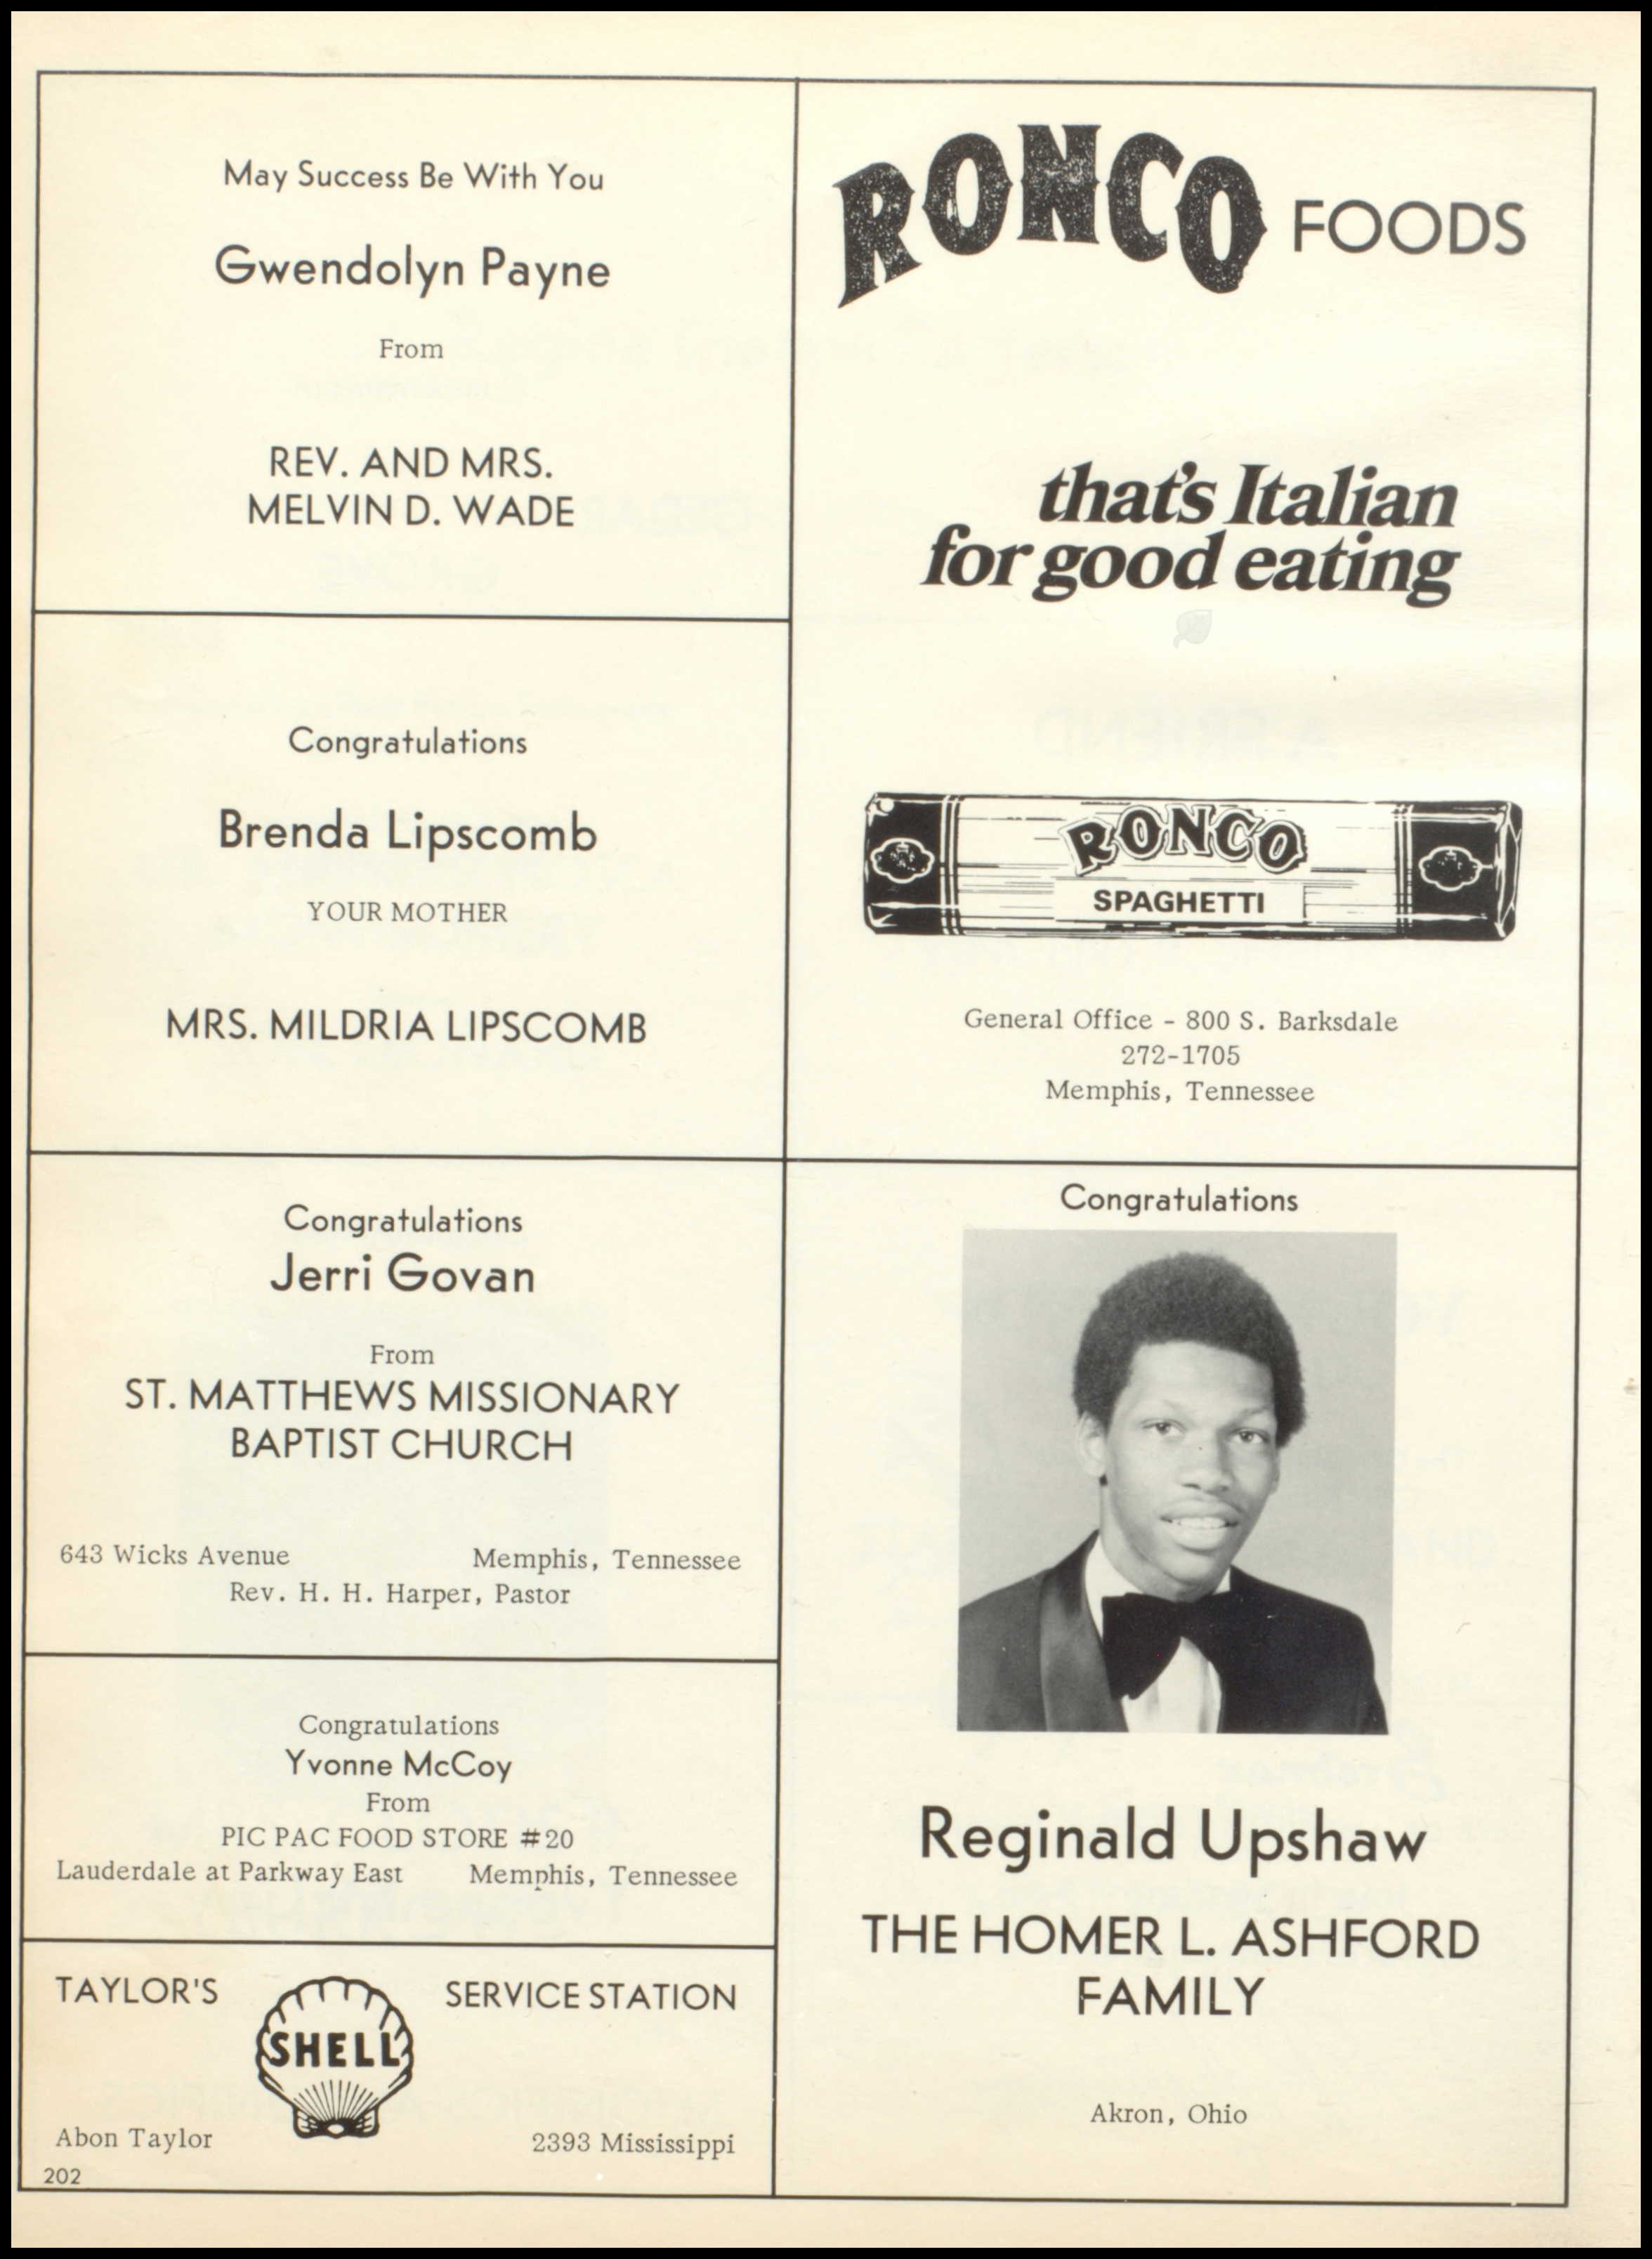 May Success Be With You
Gwendolyn Payne
From
REV. AND MRS.
MELVIN D. WADE
Congratulations
Brenda Lipscomb
YOUR MOTHER
MRS. MILDRIA LIPSCOMB
Congratulations
Jerri Govan
From
ST. MATTHEWS MISSIONARY
BAPTIST CHURCH
643 Wicks Avenue Memphis, Tennessee
Rev. H. H. Harper, Pastor
Congratulations
Yvonne McCoy
From
PIC PAC FOOD STORE #20
Lauderdale at Parkway East Memphis, Tennessee
TAYLOR'S SERVICE STATION
SHELL
Abon Taylor 2393 Mississippi
202
RONCO FOODS
that's Italian
for good eating
RONCO
SPAGHETTI
General Office - 800 S. Barksdale
272-1705
Memphis, Tennessee
Congratulations
Reginald Upshaw
THE HOMER L. ASHFORD
FAMILY
Akron, Ohio